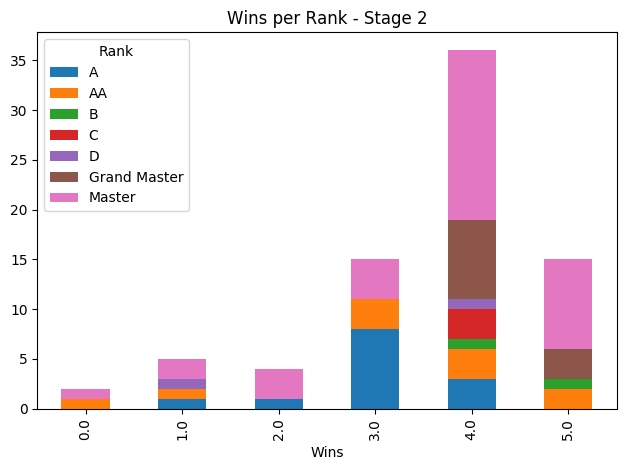 Wins per Rank - Stage 2
Rank
A
AA
B
C
D
Grand Master
Master
35
30
25
20
15
10
5
0
0.0 1.0 2.0 3.0 4.0 5.0
Wins